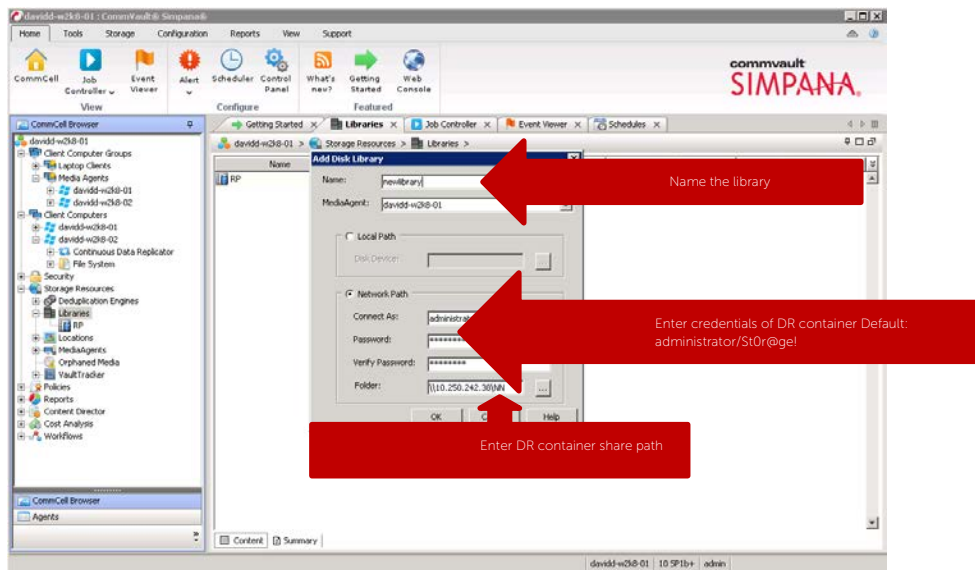 davidd-w2k8-01 : CommVault® Simpana®
Home Tools Storage Configuration Reports View Support
CommCell
Job Controller
Event Viewer
Alert
Scheduler
Control Panel
What's new?
Getting Started
Web Console
View
Configure
Featured
commvault
SIMPANA
CommCell Browser
Getting Started Libraries Job Controller Event Viewer Schedules
davidd-w2k8-01 > Storage Resources > Libraries >
davidd-w2k8-01
Client Computer Groups
Laptop Clients
Media Agents
davidd-w2k8-01
davidd-w2k8-02
Client Computers
davidd-w2k8-01
davidd-w2k8-02
Continuous Data Replicator
File System
Security
Storage Resources
Deduplication Engines
Libraries
RP
Locations
MediaAgents
Orphaned Media
VaultTracker
Policies
Reports
Content Director
Cost Analysis
Workflows
CommCell Browser
Agents
Name
RP
Add Disk Library
Name: newlibrary
MediaAgent: davidd-w2k8-01
Local Path
Disk Device:
Network Path
Connect As:
Password: ********
Verify Password: ********
Folder: \\10.250.242.38\NN
OK
Help
Name the library
Enter credentials of DR container Default:
administrator/St0r@ge!
Enter DR container share path
Content Summary
davidd-w2k8-01 10 SP1b+ admin